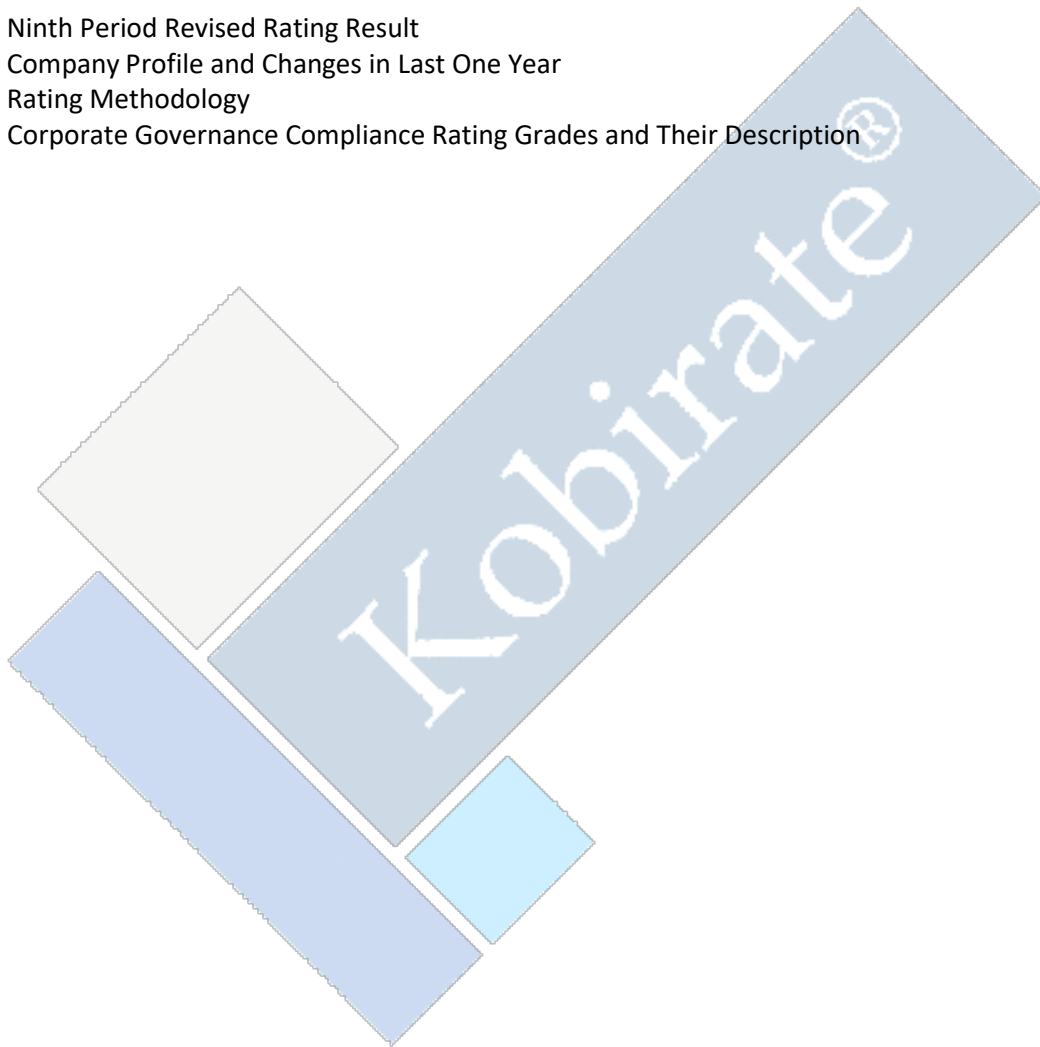 Ninth Period Revised Rating Result
Company Profile and Changes in Last One Year
Rating Methodology
Corporate Governance Compliance Rating Grades and Their Description
Kobirate®